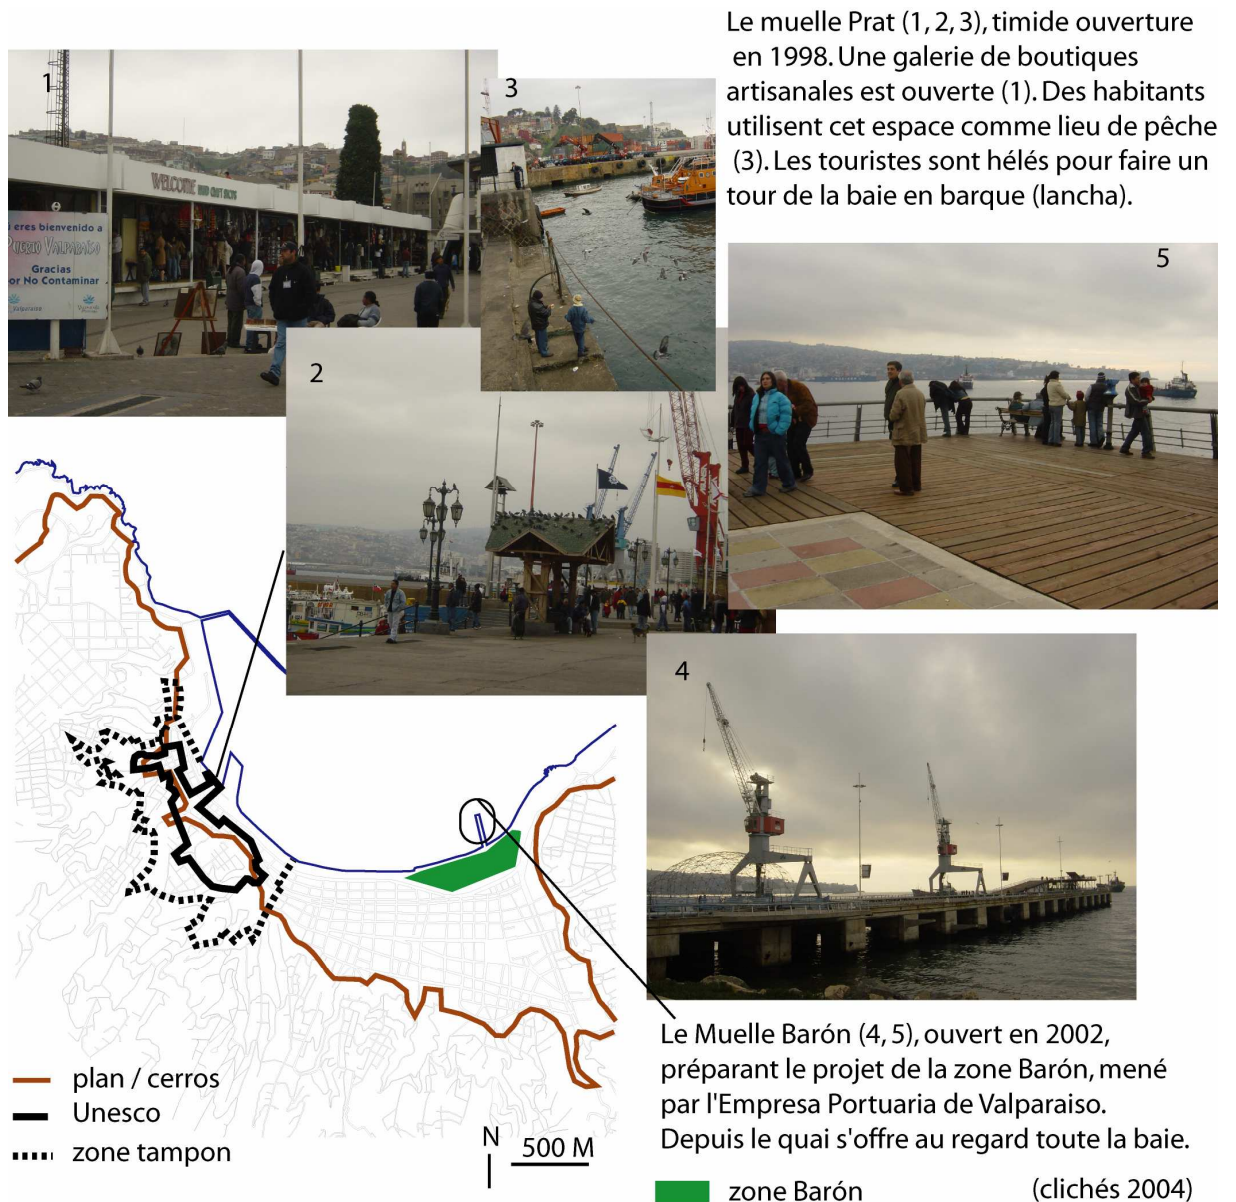 Le muelle Prat (1, 2, 3), timide ouverture
en 1998. Une galerie de boutiques
artisanales est ouverte (1). Des habitants
utilisent cet espace comme lieu de pêche
(3). Les touristes sont hélés pour faire un
tour de la baie en barque (lancha).
1
WELCOME
eres bienvenido a
PUERTO VALPARAÍSO
Gracias
or No Contaminar
3
2
5
4
Le Muelle Barón (4, 5), ouvert en 2002,
préparant le projet de la zone Barón, mené
par l'Empresa Portuaria de Valparaiso.
Depuis le quai s'offre au regard toute la baie.
plan / cerros
Unesco
zone tampon
N
500 M
zone Barón
(clichés 2004)